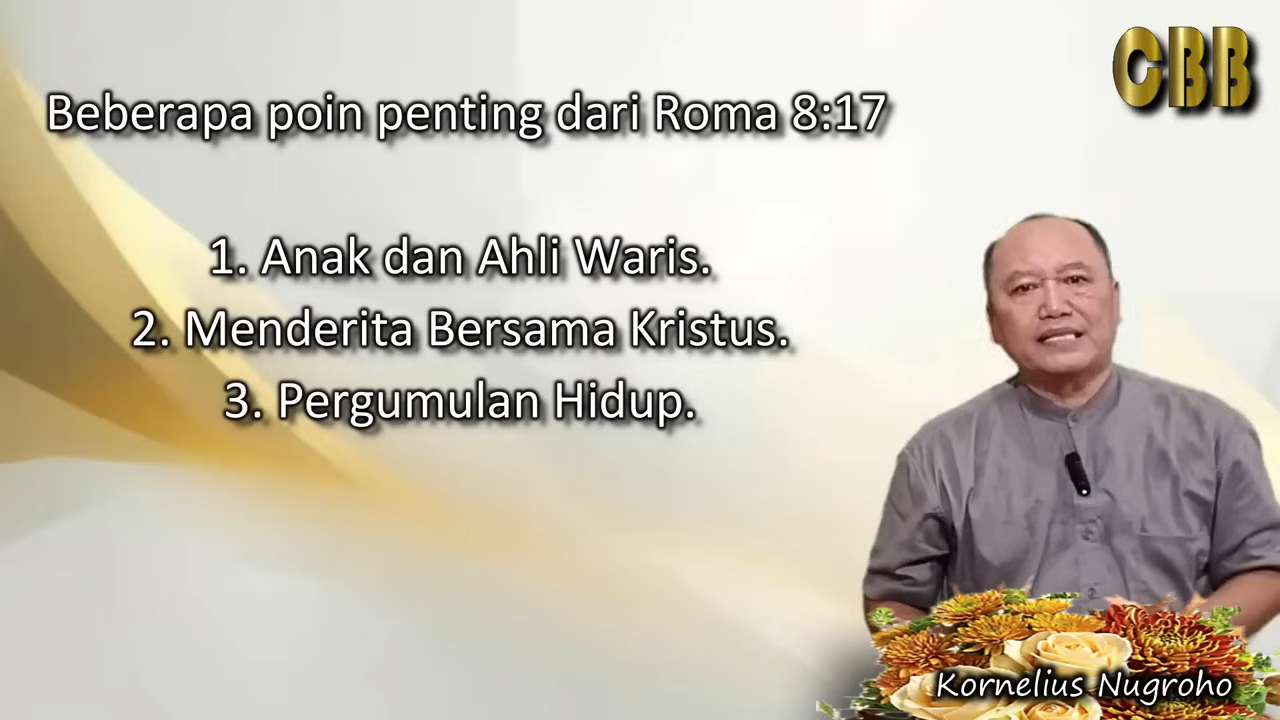 CBB
Beberapa poin penting dari Roma 8:17
1. Anak dan Ahli Waris.
2. Menderita Bersama Kristus.
3. Pergumulan Hidup.
Kornelius Nugroho